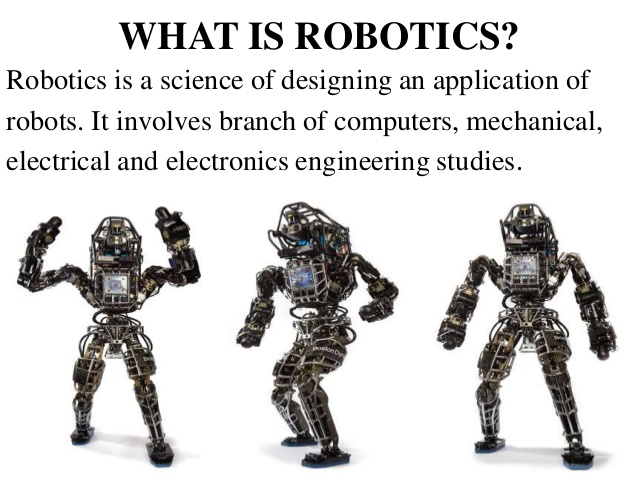 WHAT IS ROBOTICS?
Robotics is a science of designing an application of
robots. It involves branch of computers, mechanical,
electrical and electronics engineering studies.